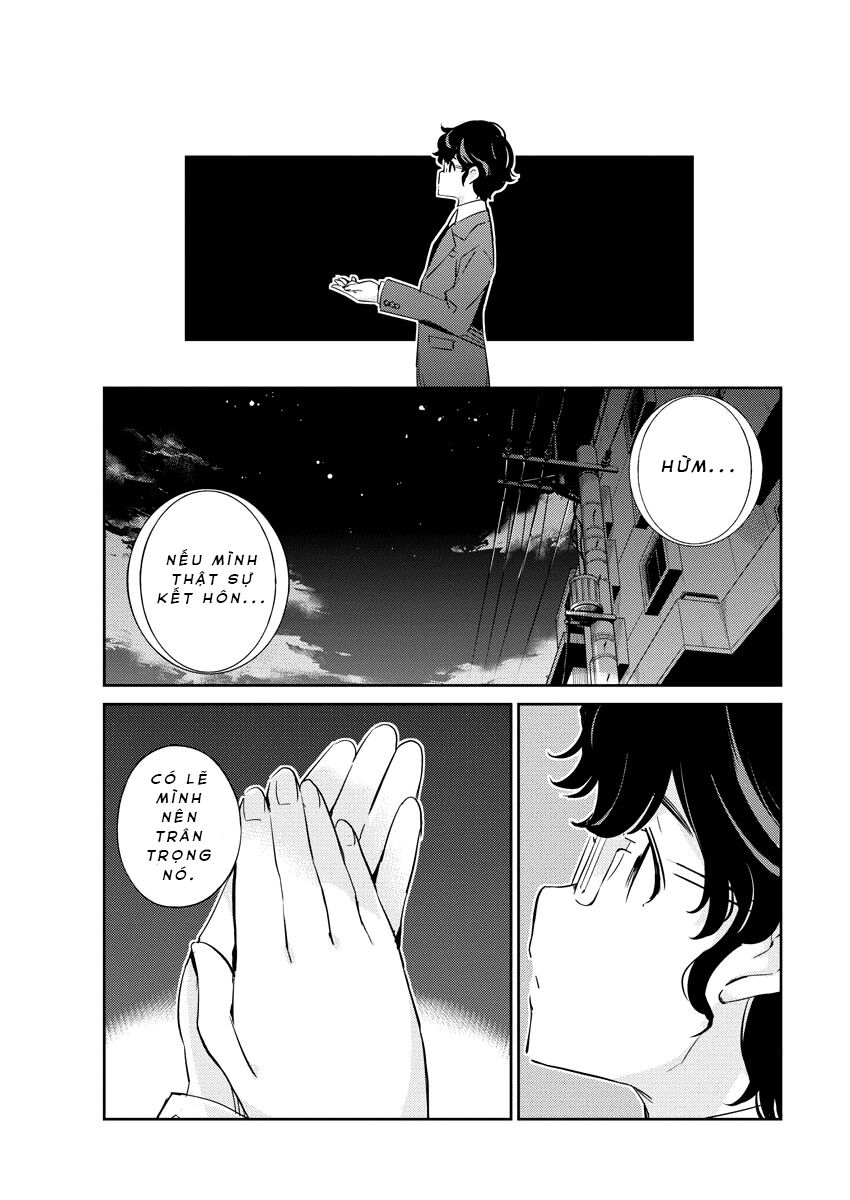 HỪM...
NẾU MÌNH
THẬT SỰ
KẾT HÔN...
CÓ LẼ
MÌNH
NÊN
TRÂN
TRỌNG
NÓ.